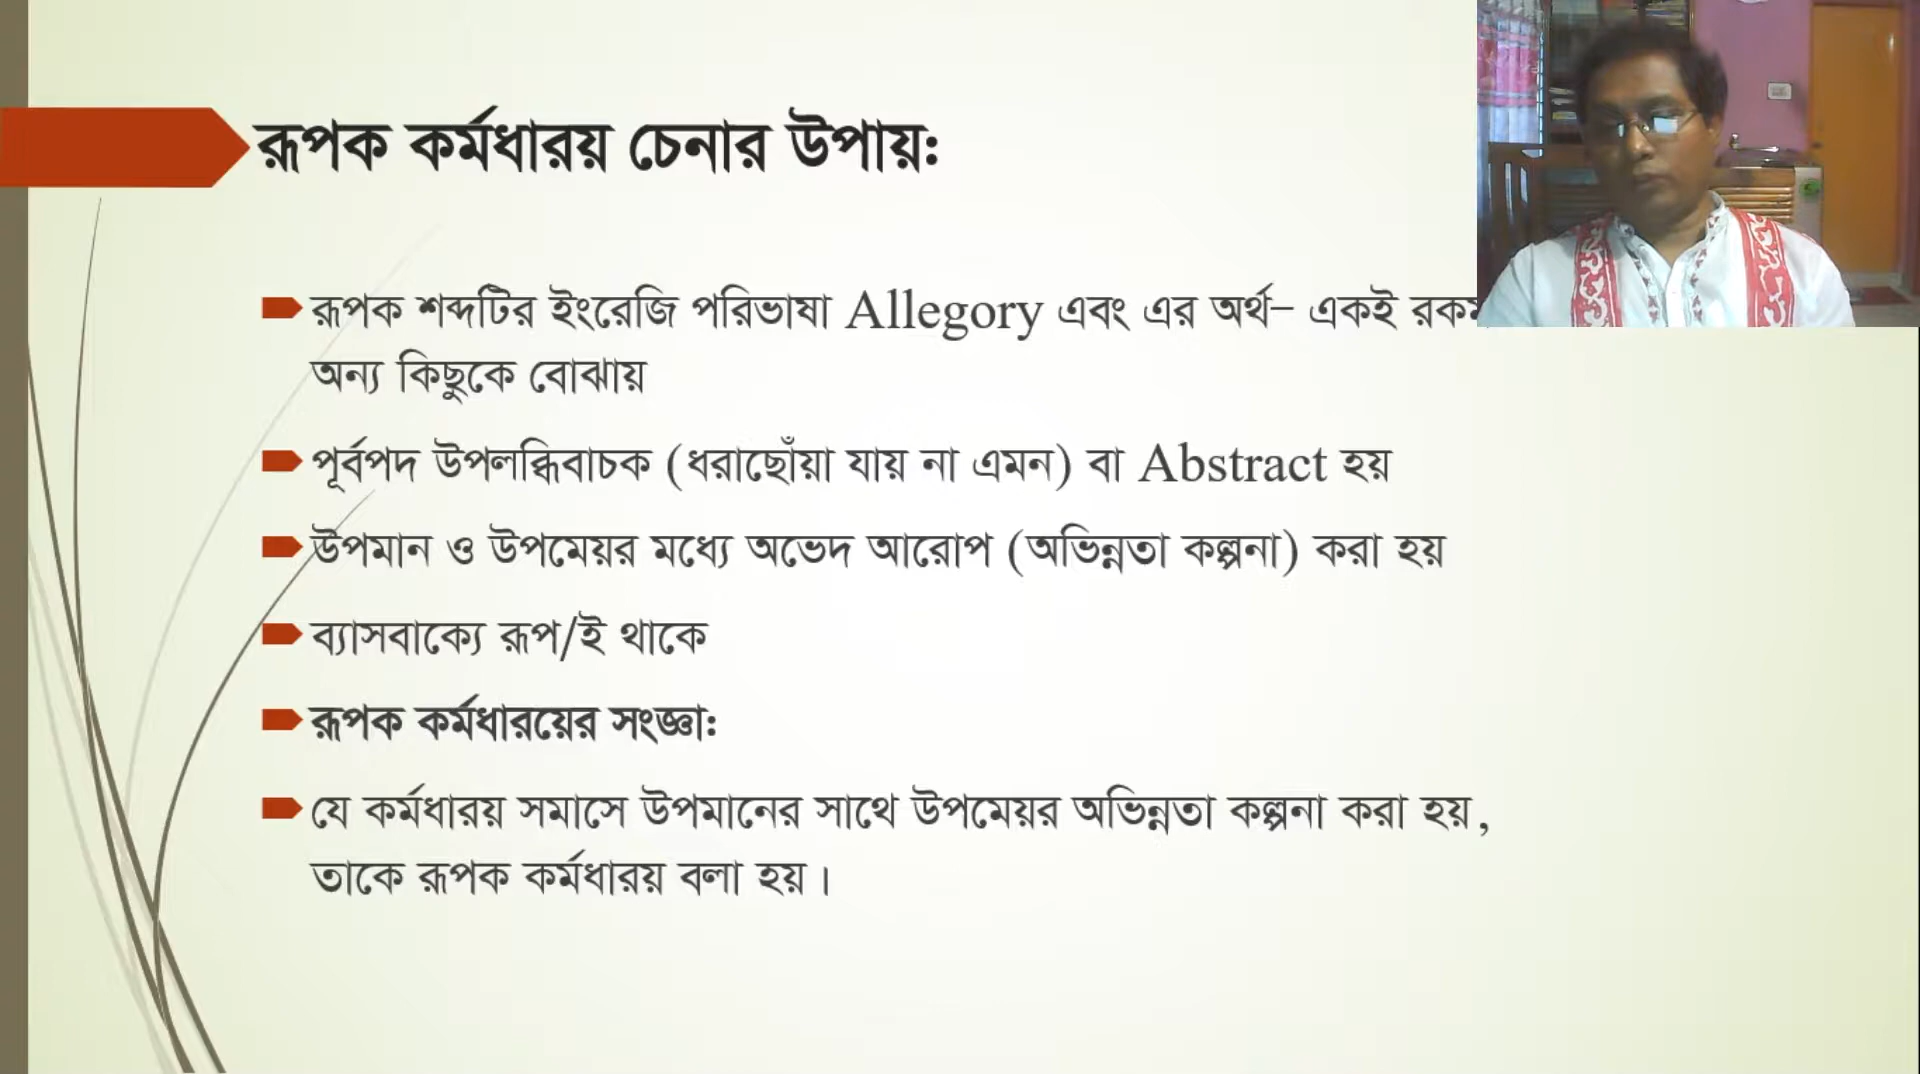 রূপক কর্মধারয় চেনার উপায়ঃ
রূপক শব্দটির ইংরেজি পরিভাষা Allegory এবং এর অর্থ– একই
অন্য কিছুকে বোঝায়
পূর্বপদ উপলব্ধিবাচক (ধরাছোঁয়া যায় না এমন) বা Abstract হয়
উপমান ও উপমেয়র মধ্যে অভেদ আরোপ (অভিন্নতা কল্পনা) করা হয়
ব্যাসবাক্যে রূপ/ই থাকে
রূপক কর্মধারয়ের সংজ্ঞাঃ
যে কর্মধারয় সমাসে উপমানের সাথে উপমেয়র অভিন্নতা কল্পনা করা হয়,
তাকে রূপক কর্মধারয় বলা হয়।